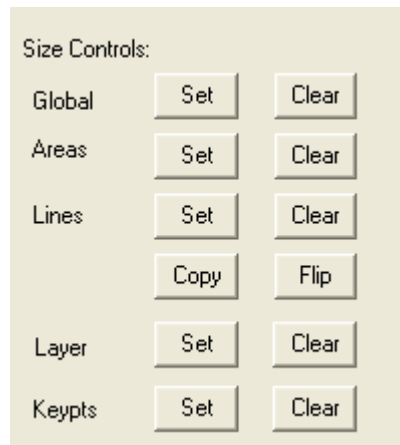 Size Controls:
Global Set Clear
Areas Set Clear
Lines Set Clear
Copy Flip
Layer Set Clear
Keypts Set Clear